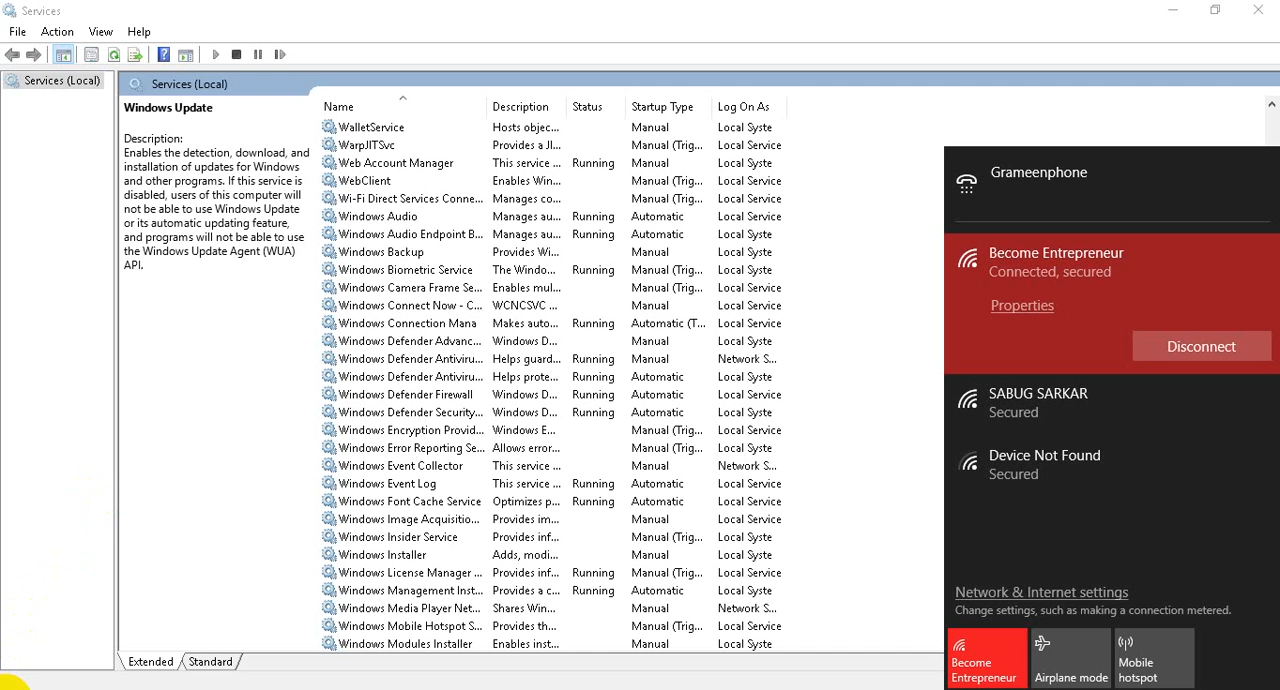 Services
File Action View Help
Services (Local)
Services (Local)
Windows Update
Description:
Enables the detection, download, and
installation of updates for Windows
and other programs. If this service is
disabled, users of this computer will
not be able to use Windows Update
or its automatic updating feature,
and programs will not be able to use
the Windows Update Agent (WUA)
API.
Name Description Status Startup Type Log On As
WalletService Hosts objec... Manual Local Syste
WarpJITSvc Provides a JI... Manual (Trig... Local Service
Web Account Manager This service ... Running Manual Local Syste
WebClient Enables Win... Manual (Trig... Local Service
Wi-Fi Direct Services Conne... Manages co... Manual (Trig... Local Service
Windows Audio Manages au... Running Automatic Local Service
Windows Audio Endpoint B... Manages au... Running Automatic Local Syste
Windows Backup Provides Wi... Manual Local Syste
Windows Biometric Service The Windo... Running Manual (Trig... Local Syste
Windows Camera Frame Se... Enables mul... Manual (Trig... Local Service
Windows Connect Now - C... WCNCSVC ... Manual Local Service
Windows Connection Mana Makes auto... Running Automatic (T... Local Service
Windows Defender Advanc... Windows D... Manual Local Syste
Windows Defender Antiviru... Helps guard... Running Manual Network S...
Windows Defender Antiviru... Helps prote... Running Automatic Local Syste
Windows Defender Firewall Windows D... Running Automatic Local Service
Windows Defender Security... Windows D... Running Automatic Local Syste
Windows Encryption Provid... Windows E... Manual (Trig... Local Service
Windows Error Reporting Se... Allows error... Manual (Trig... Local Syste
Windows Event Collector This service ... Manual Network S...
Windows Event Log This service ... Running Automatic Local Service
Windows Font Cache Service Optimizes p... Running Automatic Local Service
Windows Image Acquisitio... Provides im... Manual Local Service
Windows Insider Service Provides inf... Manual (Trig... Local Syste
Windows Installer Adds, modi... Manual Local Syste
Windows License Manager ... Provides inf... Running Manual (Trig... Local Service
Windows Management Inst... Provides a c... Running Automatic Local Syste
Windows Media Player Net... Shares Win... Manual Network S...
Windows Mobile Hotspot S... Provides th... Manual (Trig... Local Service
Windows Modules Installer Enables inst... Manual Local Syste
Extended Standard
Grameenphone
Become Entrepreneur
Connected, secured
Properties
Disconnect
SABUG SARKAR
Secured
Device Not Found
Secured
Network & Internet settings
Change settings, such as making a connection metered.
Become
Entrepreneur
Airplane mode
Mobile
hotspot